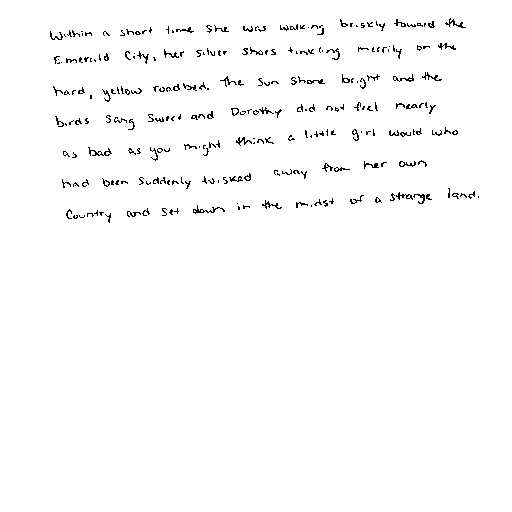 Within a short time she was walking briskly toward the
Emerald City, her silver shoes tinkling merrily on the
hard, yellow roadbed. The sun shone bright and the
birds sang sweet and Dorothy did not feel nearly
as bad as you might think a little girl would who
had been suddenly twisked away from her own
Country and set down in the midst of a strange land.